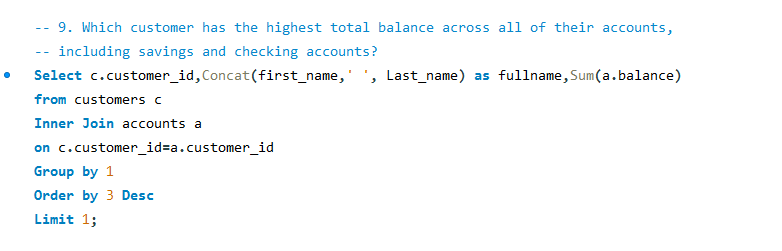 -- 9. Which customer has the highest total balance across all of their accounts,
-- including savings and checking accounts?
Select c.customer_id,Concat(first_name,' ', Last_name) as fullname,Sum(a.balance)
from customers c
Inner Join accounts a
on c.customer_id=a.customer_id
Group by 1
Order by 3 Desc
Limit 1;